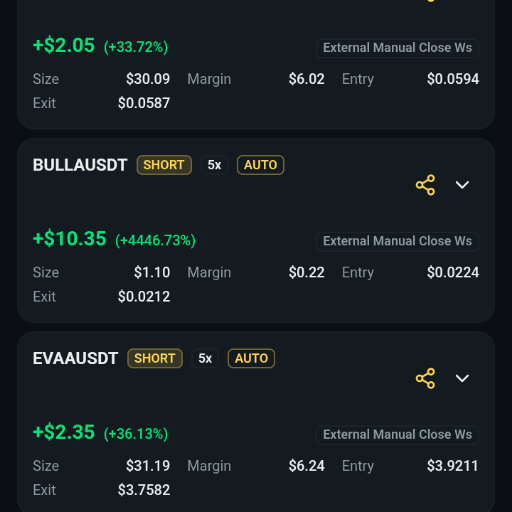 +$2.05 (+33.72%) External Manual Close Ws
Size $30.09 Margin $6.02 Entry $0.0594
Exit $0.0587
BULLAUSDT SHORT 5x AUTO
+$10.35 (+4446.73%) External Manual Close Ws
Size $1.10 Margin $0.22 Entry $0.0224
Exit $0.0212
EVAAUSDT SHORT 5x AUTO
+$2.35 (+36.13%) External Manual Close Ws
Size $31.19 Margin $6.24 Entry $3.9211
Exit $3.7582